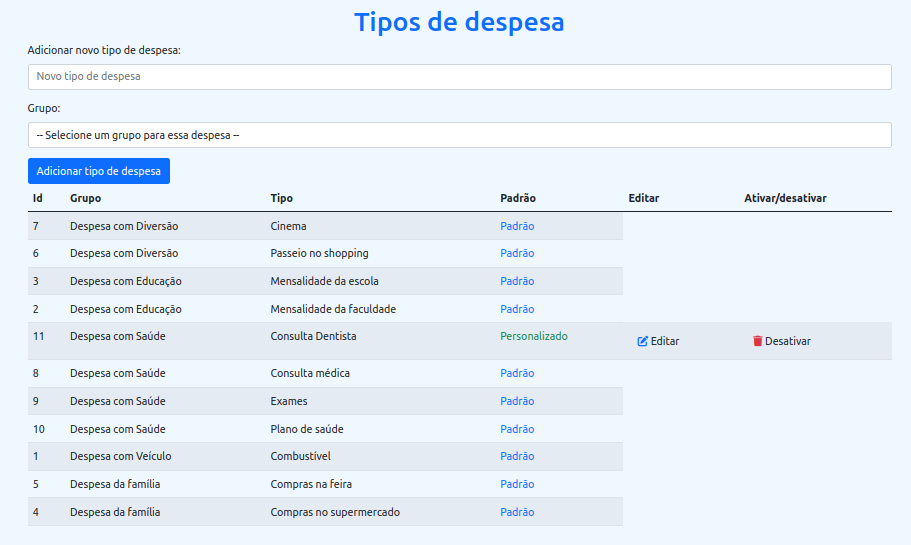 Tipos de despesa
Adicionar novo tipo de despesa:
Novo tipo de despesa
Grupo:
-- Selecione um grupo para essa despesa --
Adicionar tipo de despesa
Id Grupo Tipo Padrão Editar Ativar/desativar
7 Despesa com Diversão Cinema Padrão
6 Despesa com Diversão Passeio no shopping Padrão
3 Despesa com Educação Mensalidade da escola Padrão
2 Despesa com Educação Mensalidade da faculdade Padrão
11 Despesa com Saúde Consulta Dentista Personalizado Editar Desativar
8 Despesa com Saúde Consulta médica Padrão
9 Despesa com Saúde Exames Padrão
10 Despesa com Saúde Plano de saúde Padrão
1 Despesa com Veículo Combustível Padrão
5 Despesa da família Compras na feira Padrão
4 Despesa da família Compras no supermercado Padrão